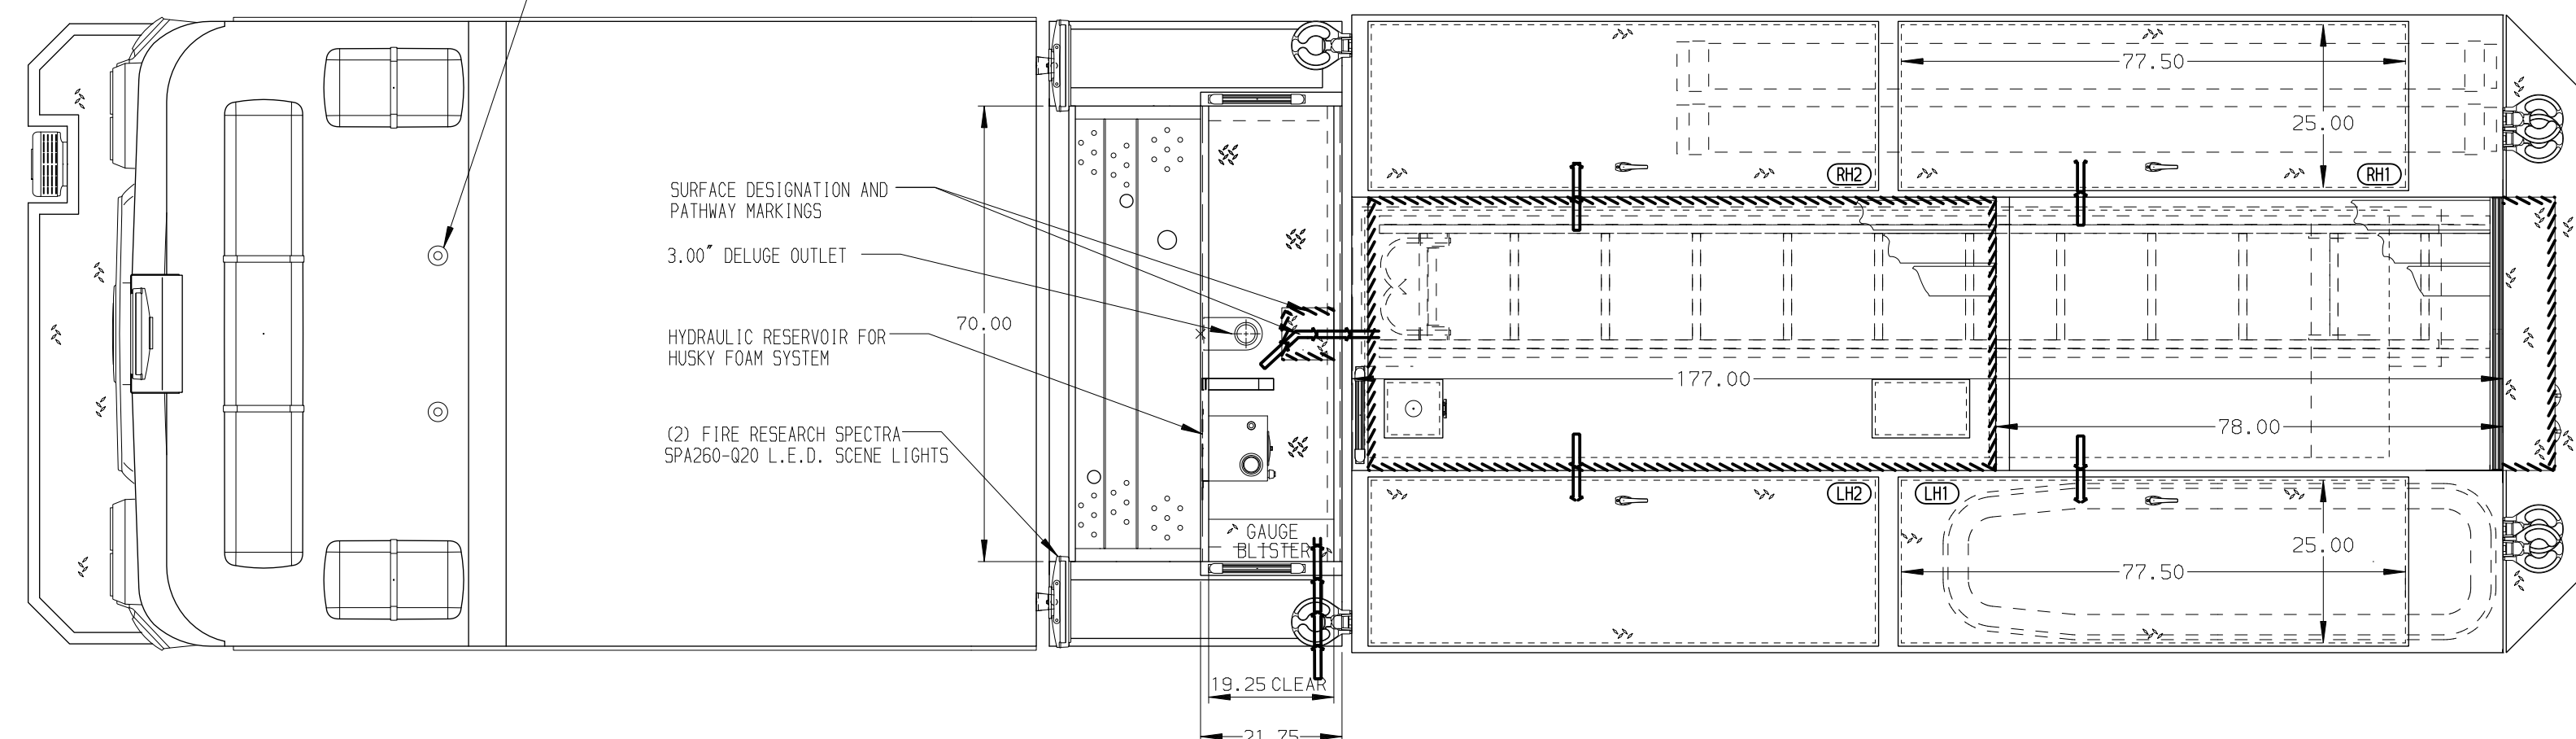 SURFACE DESIGNATION AND
PATHWAY MARKINGS
3.00" DELUGE OUTLET
HYDRAULIC RESERVOIR FOR
HUSKY FOAM SYSTEM
(2) FIRE RESEARCH SPECTRA
SPA260-Q20 L.E.D. SCENE LIGHTS
70.00
GAUGE
BLISTER
19.25 CLEAR
21.75
RH2
77.50
25.00
RH1
177.00
78.00
LH2
LH1
77.50
25.00